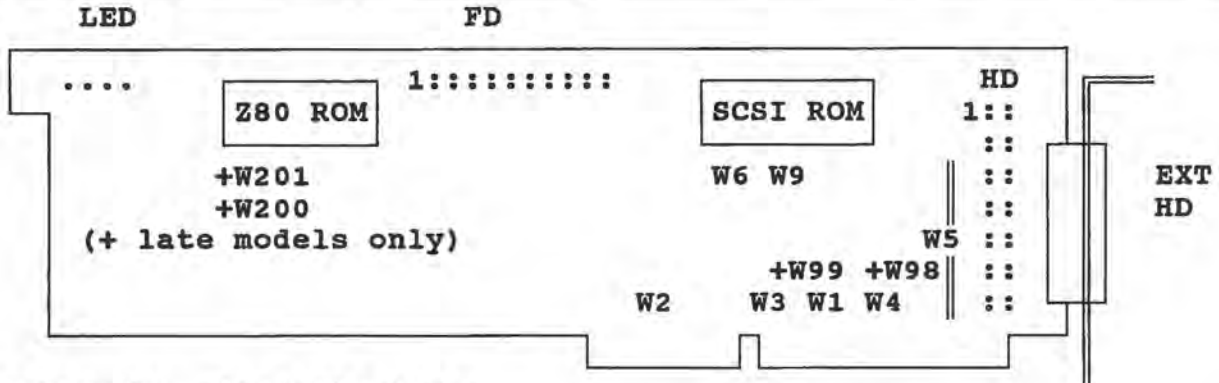 LED FD
1:::::::::: HD
Z80 ROM SCSI ROM 1::
+W201 W6 W9 EXT
+W200 HD
(+ late models only) W5
+W99 +W98
W2 W3 W1 W4